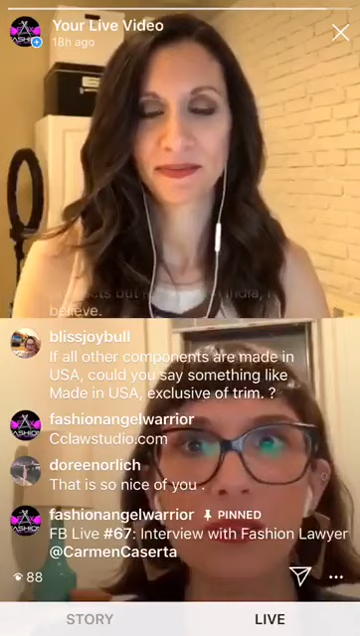 Your Live Video
18h ago
India, I
believe.
blissjoybull
If all other components are made in
USA, could you say something like
Made in USA, exclusive of trim. ?
fashionangelwarrior
Cclawstudio.com
doreenorlich
That is so nice of you .
fashionangelwarrior PINNED
FB Live #67: Interview with Fashion Lawyer
@CarmenCaserta
88
STORY LIVE